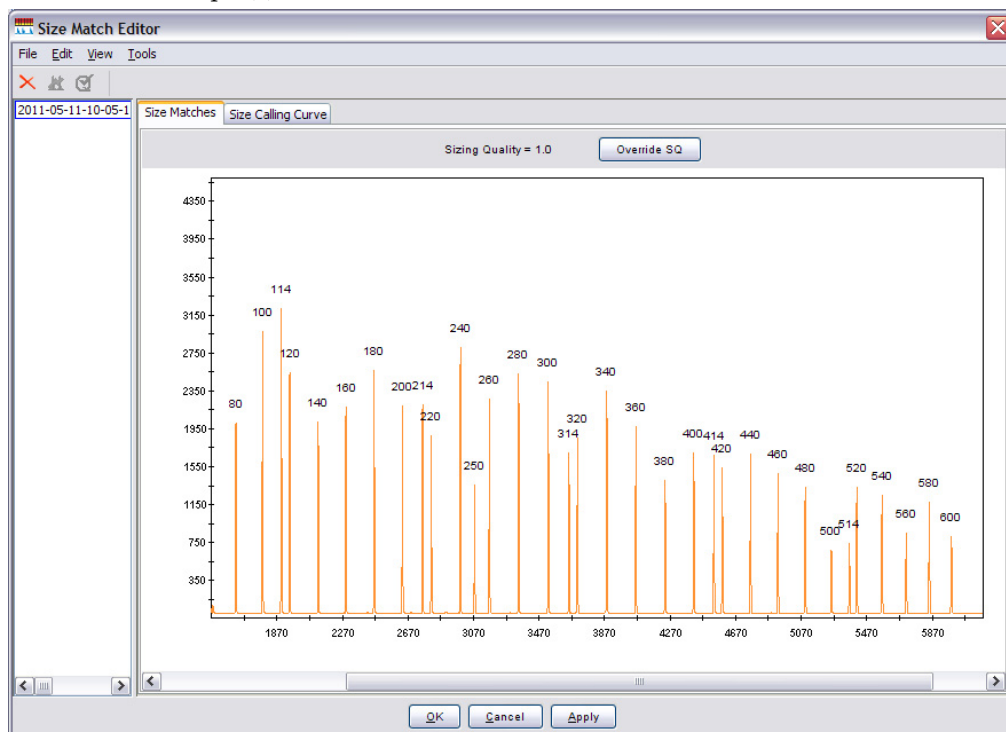 Size Match Editor
File Edit View Tools
2011-05-11-10-05-1
Size Matches Size Calling Curve
Sizing Quality = 1.0 Override SQ
4350
3950
3550
3150
2750
2350
1950
1550
1150
750
350
80 100 114 120 140 160 180 200 214 220 240 250 260 280 300 314 320 340 360 380 400 414 420 440 460 480 500 514 520 540 560 580 600
1870 2270 2670 3070 3470 3870 4270 4670 5070 5470 5870
OK Cancel Apply